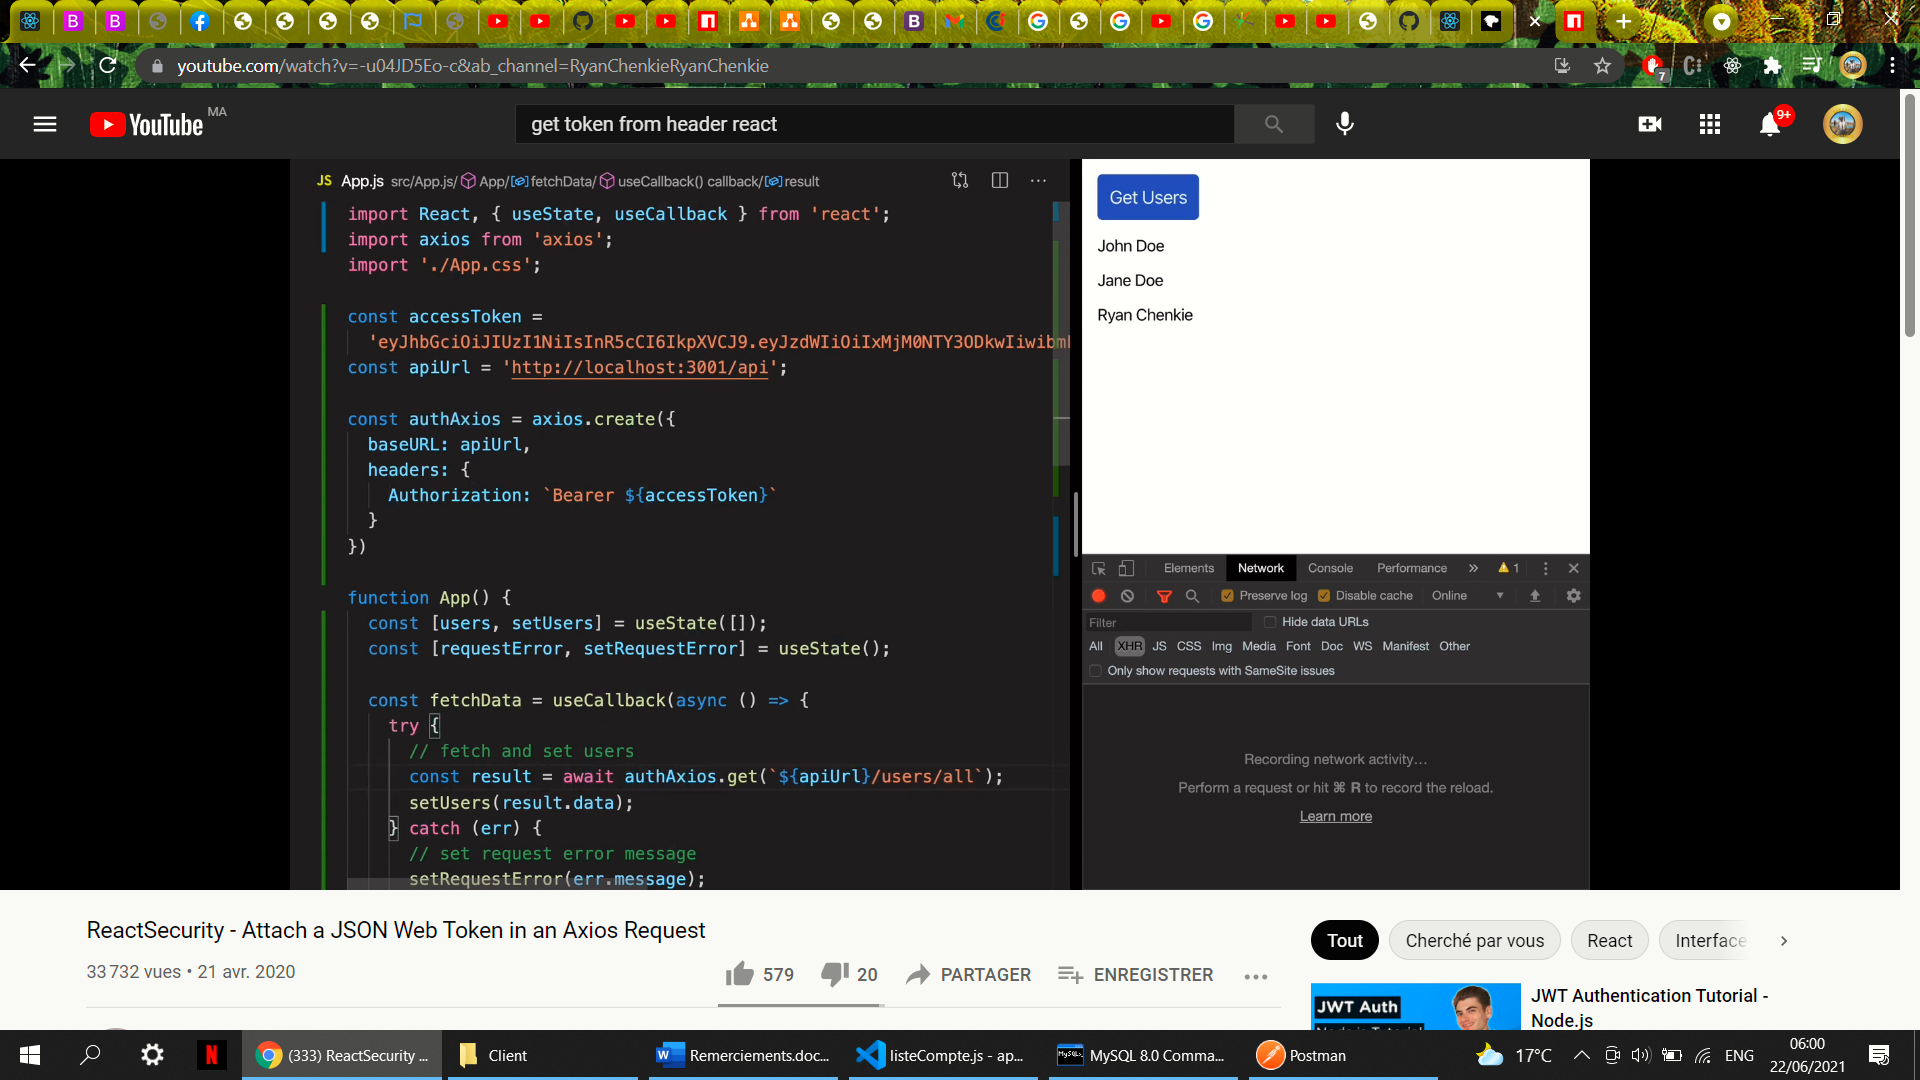 youtube.com/watch?v=-u04JD5Eo-c&ab_channel=RyanChenkieRyanChenkie
7
YouTube MA
get token from header react
9+
JS App.js src/App.js/ App/ fetchData/ useCallback() callback/ result
import React, { useState, useCallback } from 'react';
import axios from 'axios';
import './App.css';
const accessToken =
'eyJhbGciOiJIUzI1NiIsInR5cCI6IkpXVCJ9.eyJzdWIiOiIxMjM0NTY3ODkwIiwibm
const apiUrl = 'http://localhost:3001/api';
const authAxios = axios.create({
baseURL: apiUrl,
headers: {
Authorization: `Bearer ${accessToken}`
}
})
function App() {
const [users, setUsers] = useState([]);
const [requestError, setRequestError] = useState();
const fetchData = useCallback(async () => {
try {
// fetch and set users
const result = await authAxios.get(`${apiUrl}/users/all`);
setUsers(result.data);
} catch (err) {
// set request error message
setRequestError(err.message);
Get Users
John Doe
Jane Doe
Ryan Chenkie
Elements Network Console Performance » 1
Preserve log Disable cache Online
Filter Hide data URLs
All XHR JS CSS Img Media Font Doc WS Manifest Other
Only show requests with SameSite issues
Recording network activity…
Perform a request or hit ⌘ R to record the reload.
Learn more
ReactSecurity - Attach a JSON Web Token in an Axios Request
33 732 vues • 21 avr. 2020
579 20 PARTAGER ENREGISTRER
Tout Cherché par vous React Interface
JWT Auth
JWT Authentication Tutorial -
Node.js
(333) ReactSecurity ... Client Remerciements.doc... listeCompte.js - ap... MySQL 8.0 Comma... Postman 17°C ENG 06:00
22/06/2021